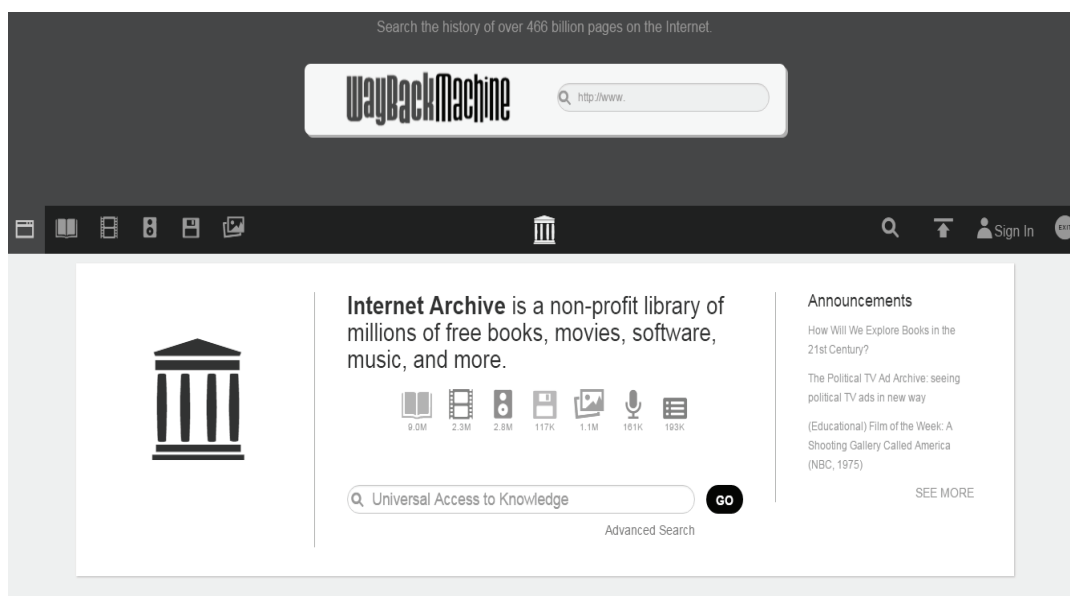 Search the history of over 466 billion pages on the Internet.
WayBackMachine
http://www.
Sign In
EXIT
Internet Archive is a non-profit library of
millions of free books, movies, software,
music, and more.
9.0M 2.3M 2.8M 117K 1.1M 161K 193K
Universal Access to Knowledge
GO
Advanced Search
Announcements
How Will We Explore Books in the
21st Century?
The Political TV Ad Archive: seeing
political TV ads in new way
(Educational) Film of the Week: A
Shooting Gallery Called America
(NBC, 1975)
SEE MORE